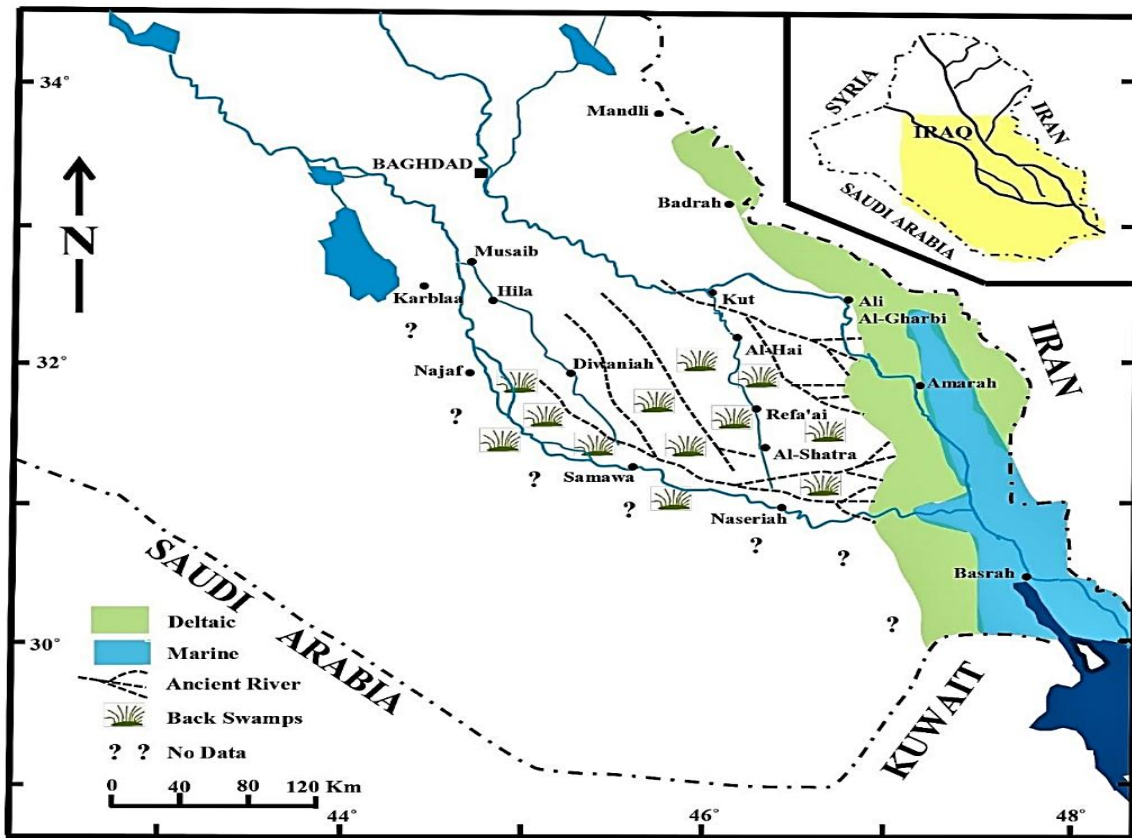 34°
32°
30°
44°
46°
48°
N
Mandli
BAGHDAD
Badrah
Musaib
Karblaa
Hila
Kut
Ali
Al-Gharbi
?
Al-Hai
Najaf
Diwaniah
Amarah
?
Refa'ai
Al-Shatra
?
Samawa
?
Naseriah
?
?
Basrah
?
IRAN
SAUDI ARABIA
KUWAIT
SYRIA
IRAQ
IRAN
SAUDI ARABIA
Deltaic
Marine
Ancient River
Back Swamps
? ? No Data
0 40 80 120 Km